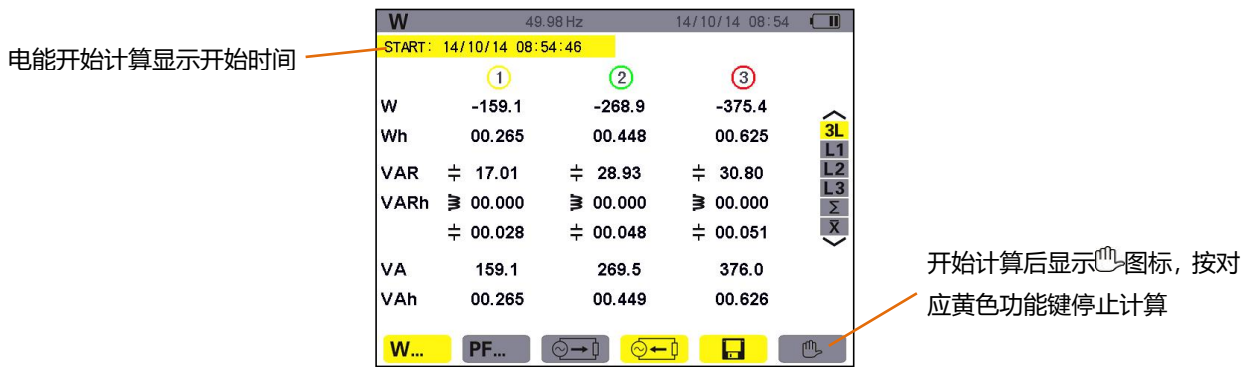 W 49.98 Hz 14/10/14 08:54
电能开始计算显示开始时间
START: 14/10/14 08:54:46
1 2 3
W -159.1 -268.9 -375.4
Wh 00.265 00.448 00.625
VAR 17.01 28.93 30.80
VARh 00.000 00.000 00.000
00.028 00.048 00.051
VA 159.1 269.5 376.0
VAh 00.265 00.449 00.626
3L
L1
L2
L3
Σ
X̅
开始计算后显示图标，按对
应黄色功能键停止计算
W... PF...